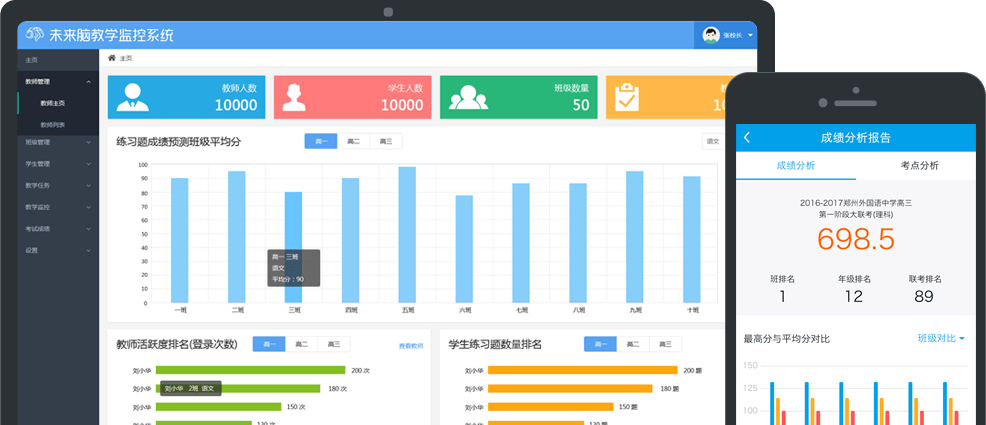 未来脑教学监控系统
张校长
主页
教师管理
教师主页
教师列表
班级管理
学生管理
教学任务
教学监控
考试成绩
设置
主页
教师人数
10000
学生人数
10000
班级数量
50
练习题成绩预测班级平均分
高一 高二 高三
语文
100
90
80
70
60
50
40
30
20
10
0
高一 三班
语文
平均分：90
一班 二班 三班 四班 五班 六班 七班 八班 九班 十班
教师活跃度排名(登录次数)
高一 高二 高三
查看教师
刘小华 200 次
刘小华 180 次
刘小华 2班 语文
刘小华 150 次
刘小华 130 次
学生练习题数量排名
高一 高二 高三
刘小华 200 题
刘小华 180 题
刘小华 150 题
刘小华 130 题
成绩分析报告
成绩分析 考点分析
2016-2017郑州外国语中学高三
第一阶段大联考(理科)
698.5
班排名 年级排名 联考排名
1 12 89
最高分与平均分对比
班级对比
150
100